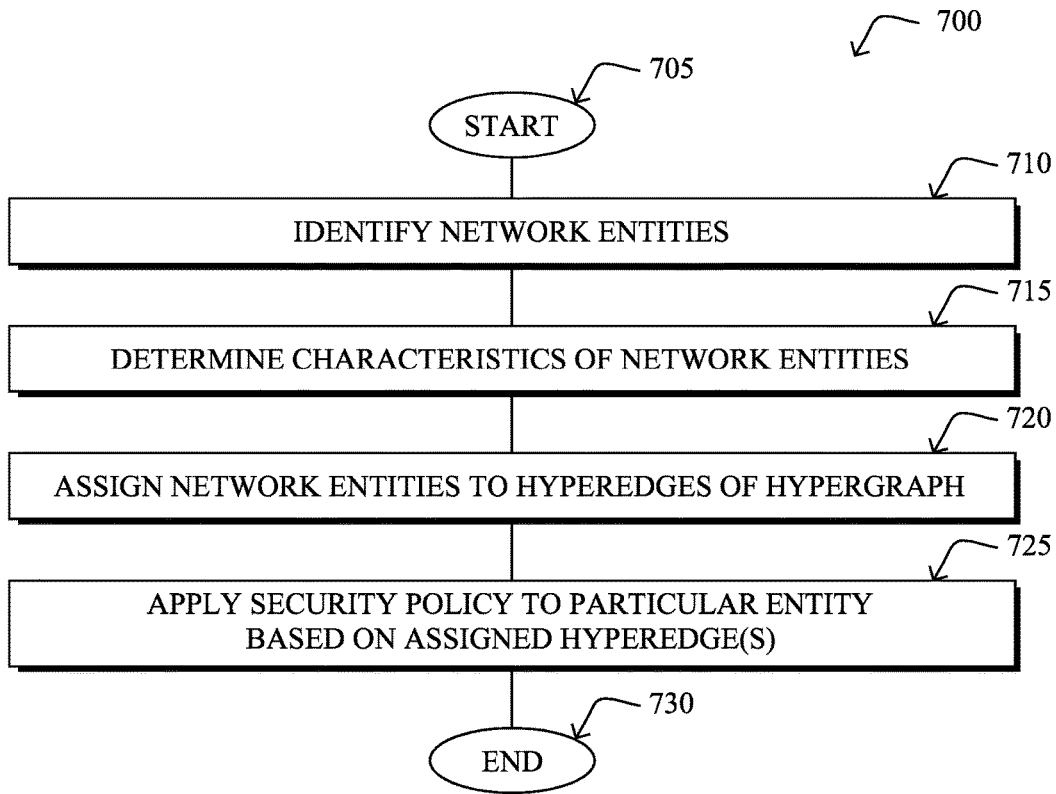 700
705
START
710
IDENTIFY NETWORK ENTITIES
715
DETERMINE CHARACTERISTICS OF NETWORK ENTITIES
720
ASSIGN NETWORK ENTITIES TO HYPEREDGES OF HYPERGRAPH
725
APPLY SECURITY POLICY TO PARTICULAR ENTITY
BASED ON ASSIGNED HYPEREDGE(S)
730
END